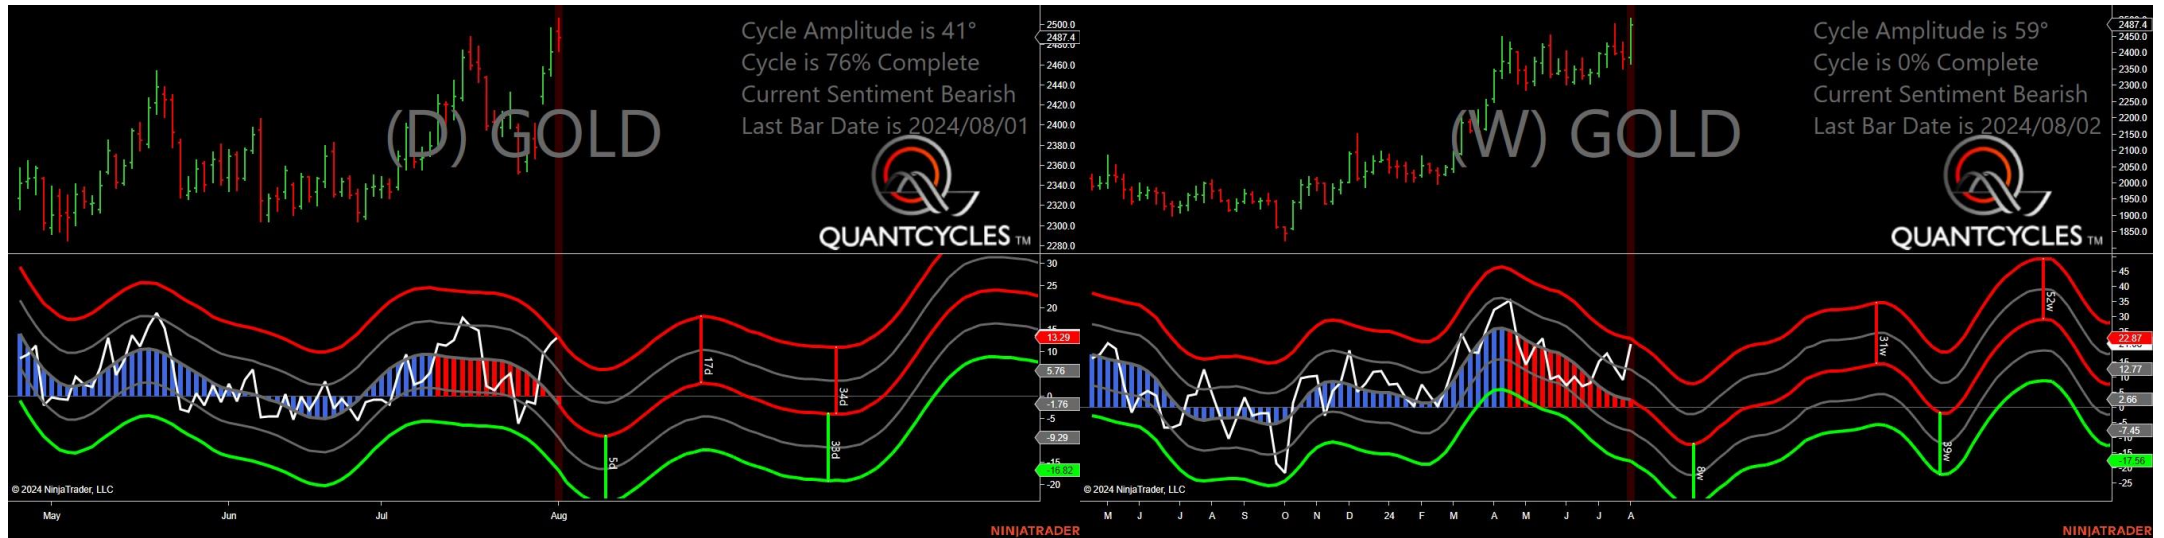 Cycle Amplitude is 41°
Cycle is 76% Complete
Current Sentiment Bearish
Last Bar Date is 2024/08/01
(D) GOLD
QUANTCYCLES TM
2500.0
2487.4
2480.0
2460.0
2440.0
2420.0
2400.0
2380.0
2360.0
2340.0
2320.0
2300.0
2280.0
30
25
20
15
13.29
10
5.76
0
-1.76
-5
-9.29
-15
-16.82
-20
5d
17d
34d
33d
© 2024 NinjaTrader, LLC
May Jun Jul Aug
NINJATRADER
Cycle Amplitude is 59°
Cycle is 0% Complete
Current Sentiment Bearish
Last Bar Date is 2024/08/02
(W) GOLD
QUANTCYCLES TM
2487.4
2450.0
2400.0
2350.0
2300.0
2250.0
2200.0
2150.0
2100.0
2050.0
2000.0
1950.0
1900.0
1850.0
45
40
35
30
25
22.87
12.77
10
2.66
0
-5
-7.45
-10
-17.56
-20
-25
8w
31w
39w
52w
© 2024 NinjaTrader, LLC
M J J A S O N D 24 F M A M J J A
NINJATRADER